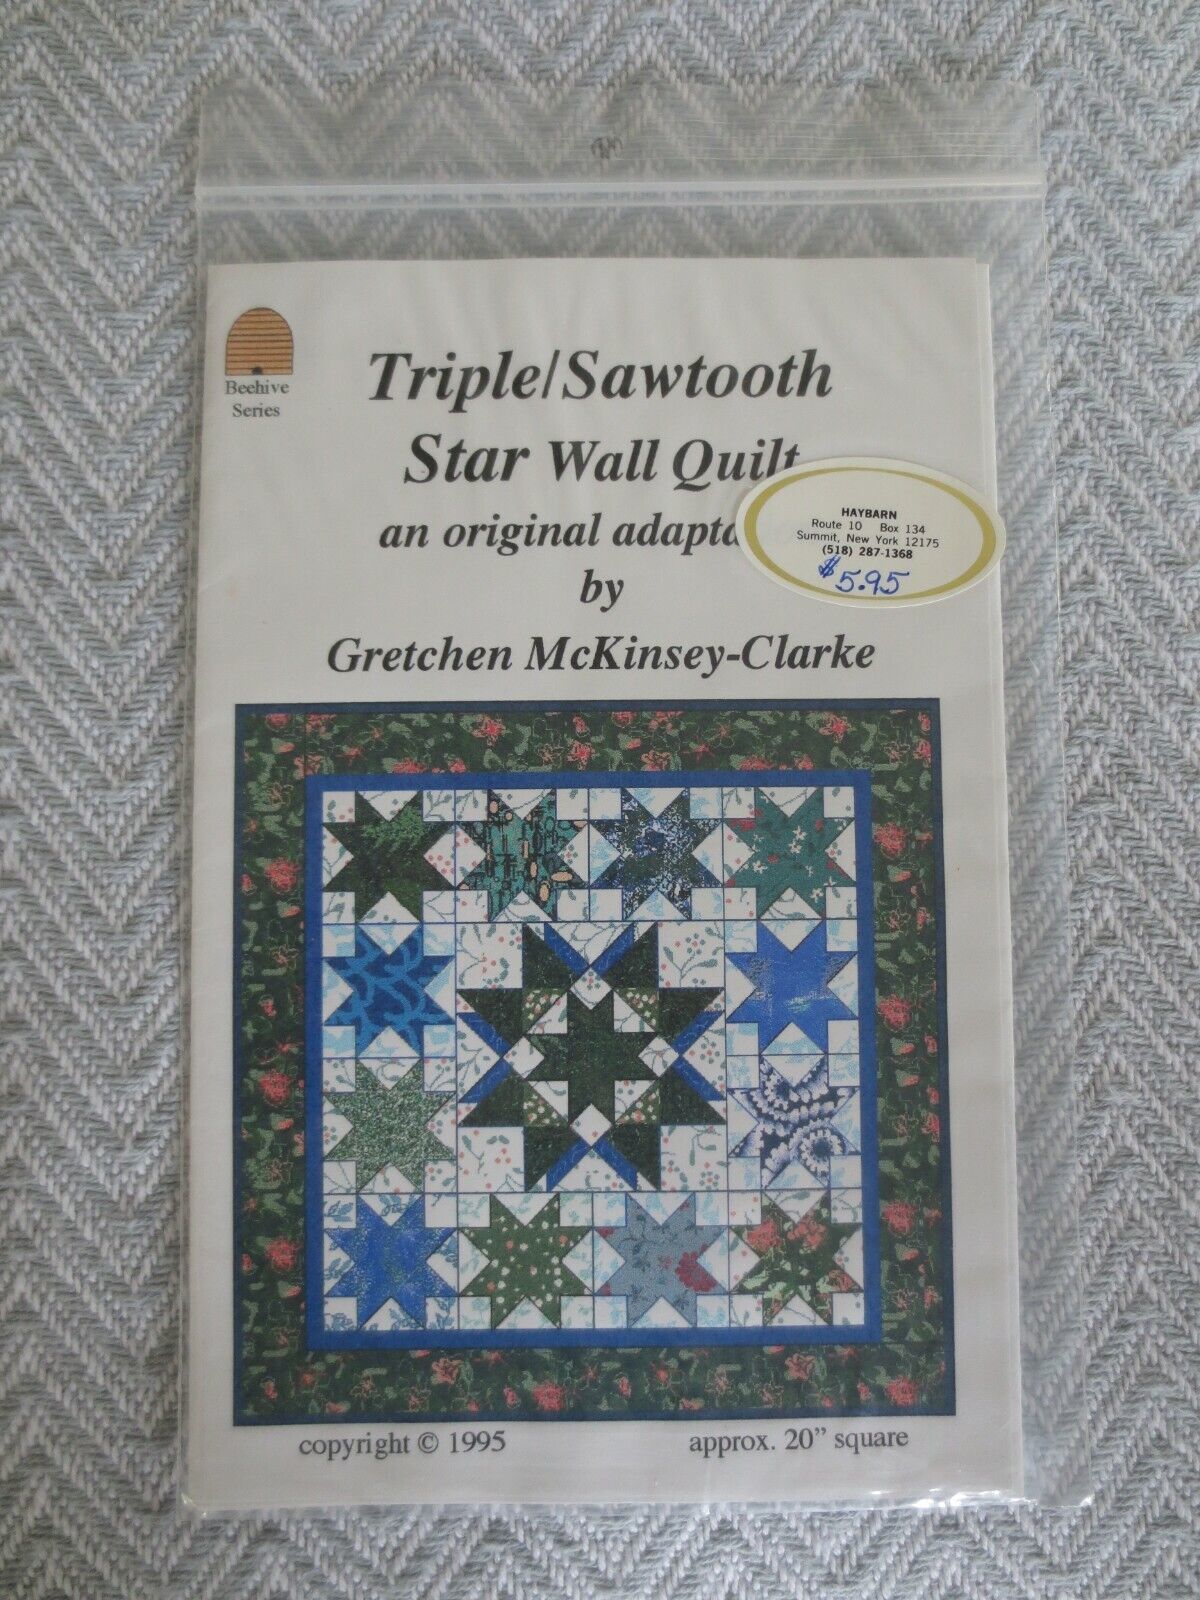 Beehive
Series
Triple/Sawtooth
Star Wall Quilt
an original adapta
by
Gretchen McKinsey-Clarke
HAYBARN
Route 10 Box 134
Summit, New York 12175
(518) 287-1368
$5.95
copyright © 1995
approx. 20" square